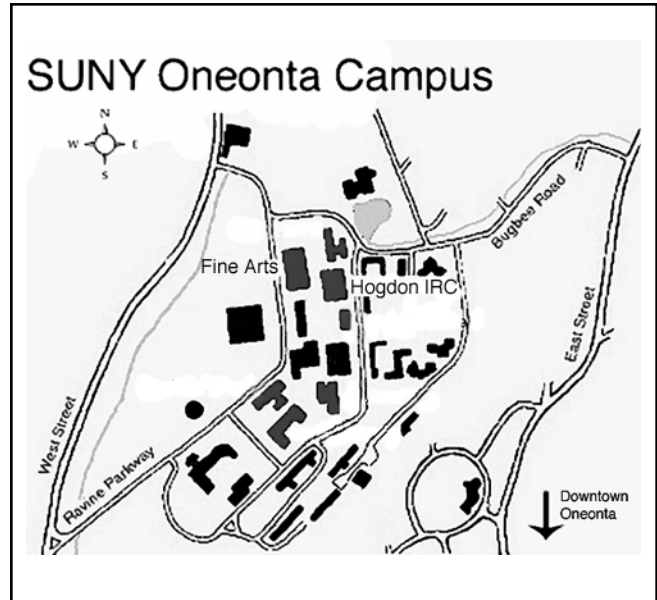 SUNY Oneonta Campus
N
W E
S
Fine Arts
Hogdon IRC
Bugbee Road
East Street
West Street
Ravine Parkway
Downtown
Oneonta